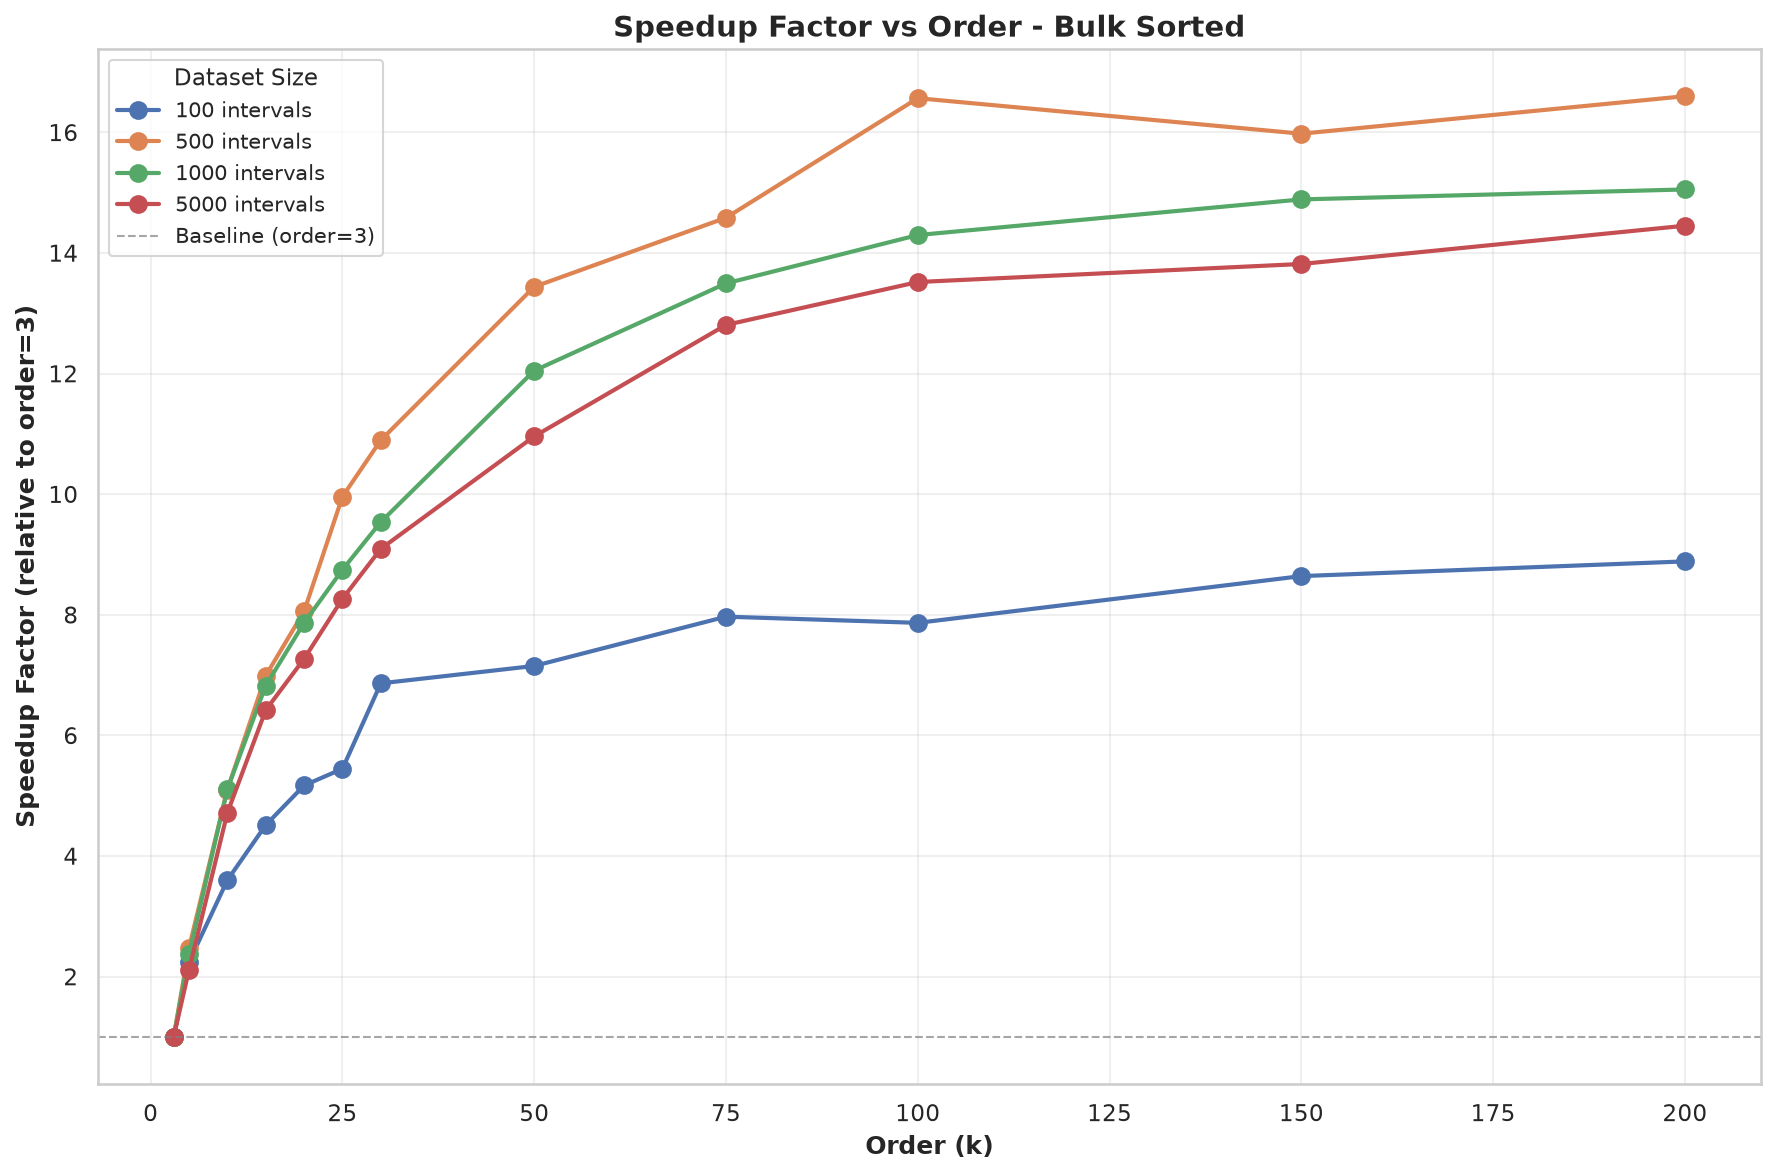 Speedup Factor vs Order - Bulk Sorted
Dataset Size
100 intervals
500 intervals
1000 intervals
5000 intervals
Baseline (order=3)
Speedup Factor (relative to order=3)
16
14
12
10
8
6
4
2
0 25 50 75 100 125 150 175 200
Order (k)